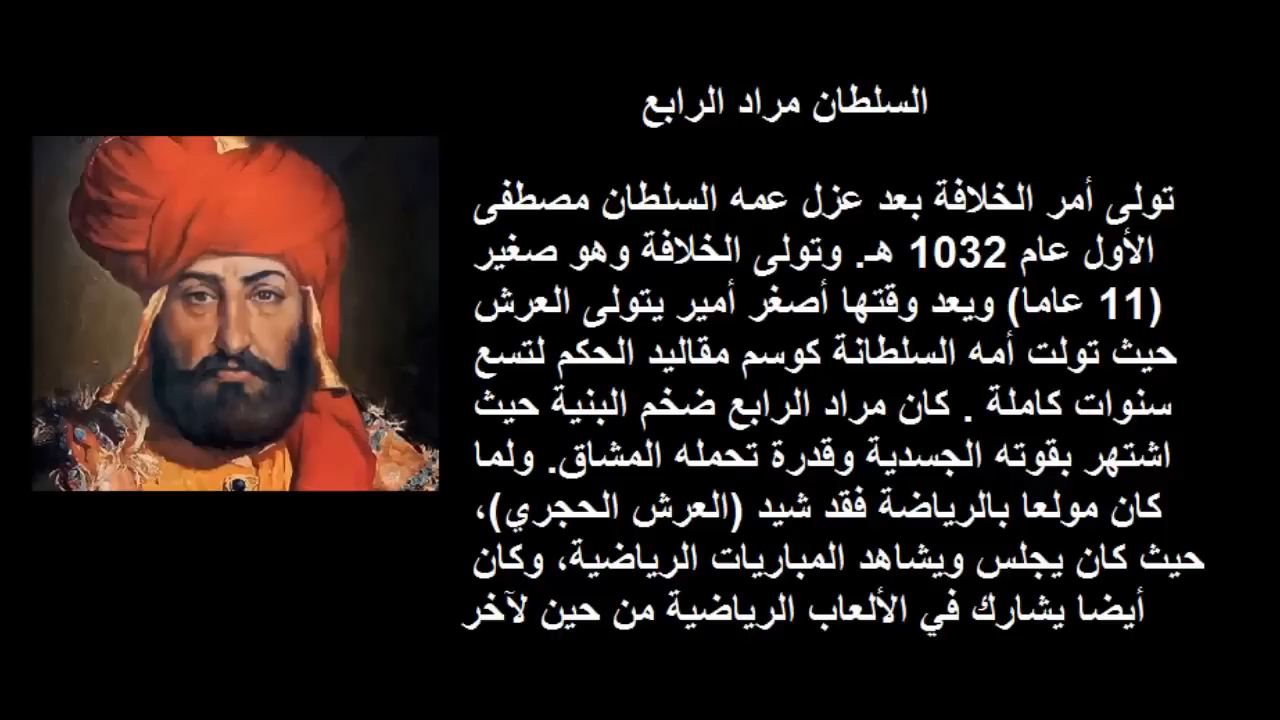 السلطان مراد الرابع
تولى أمر الخلافة بعد عزل عمه السلطان مصطفى
الأول عام 1032 هـ. وتولى الخلافة وهو صغير
(11 عاما) ويعد وقتها أصغر أمير يتولى العرش
حيث تولت أمه السلطانة كوسم مقاليد الحكم لتسع
سنوات كاملة . كان مراد الرابع ضخم البنية حيث
اشتهر بقوته الجسدية وقدرة تحمله المشاق. ولما
كان مولعا بالرياضة فقد شيد (العرش الحجري)،
حيث كان يجلس ويشاهد المباريات الرياضية، وكان
أيضا يشارك في الألعاب الرياضية من حين لآخر